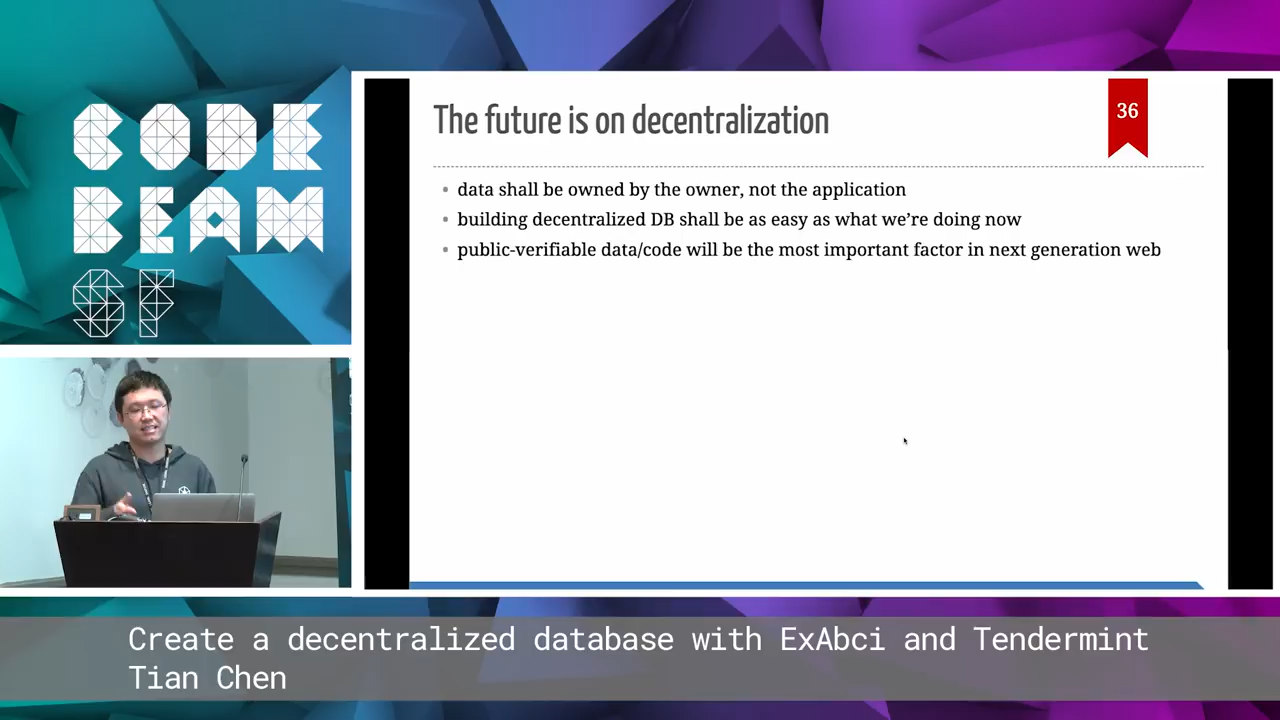 CODE
BEAM
SF
The future is on decentralization
36
• data shall be owned by the owner, not the application
• building decentralized DB shall be as easy as what we’re doing now
• public-verifiable data/code will be the most important factor in next generation web
Create a decentralized database with ExAbci and Tendermint
Tian Chen